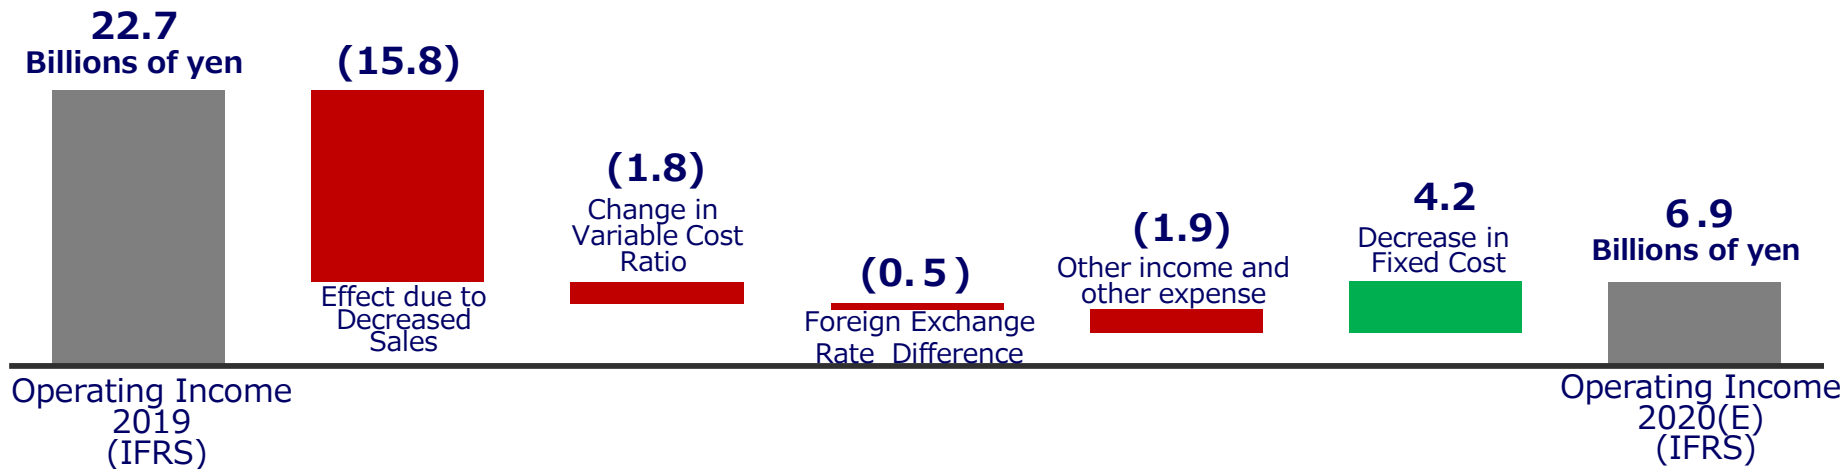 22.7
Billions of yen
(15.8)
Effect due to
Decreased
Sales
(1.8)
Change in
Variable Cost
Ratio
(0.5)
Foreign Exchange
Rate Difference
(1.9)
Other income and
other expense
4.2
Decrease in
Fixed Cost
6.9
Billions of yen
Operating Income
2019
(IFRS)
Operating Income
2020(E)
(IFRS)